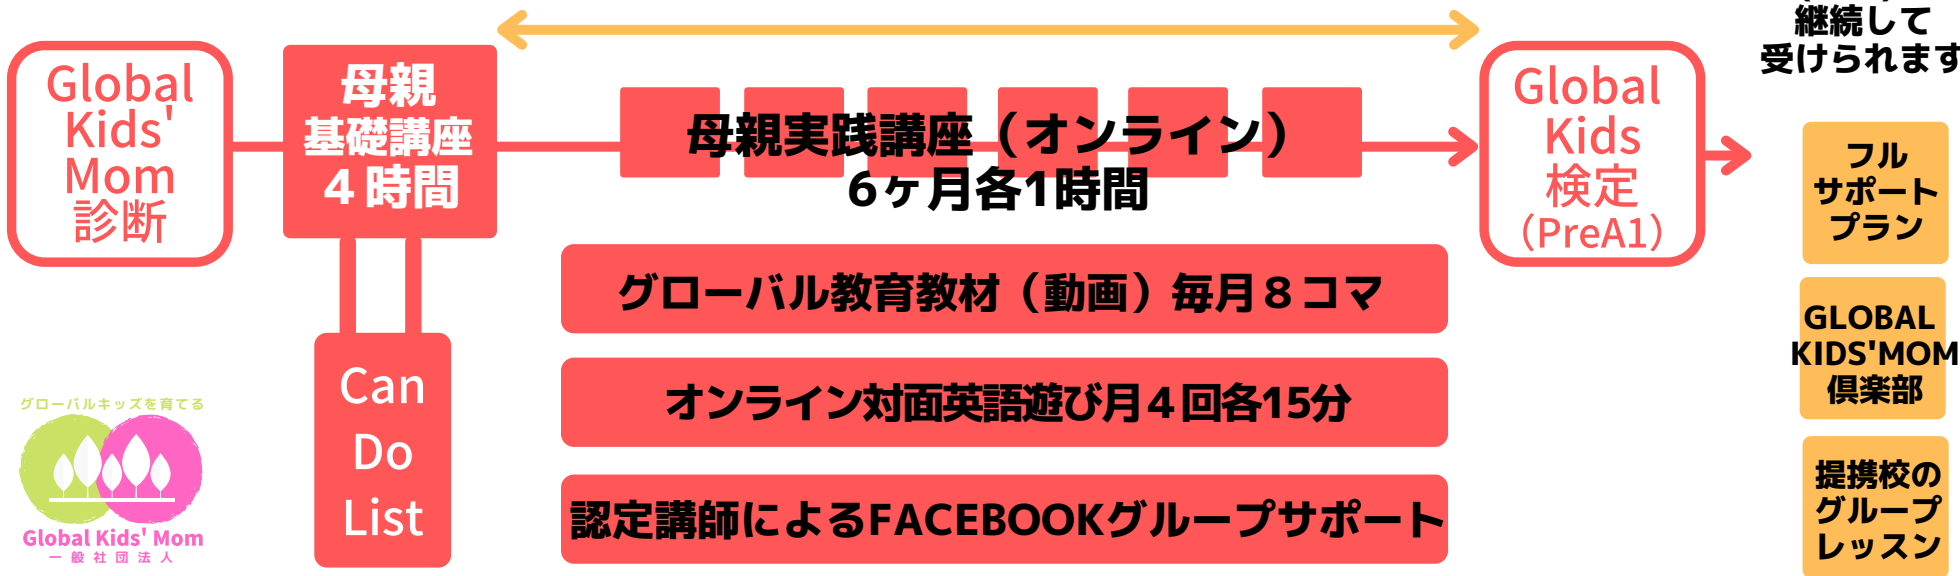 Global
Kids'
Mom
診断
母親
基礎講座
４時間
Can
Do
List
母親実践講座（オンライン）
6ヶ月各1時間
グローバル教育教材（動画）毎月８コマ
オンライン対面英語遊び月４回各15分
認定講師によるFACEBOOKグループサポート
Global
Kids
検定
（PreA1）
継続して
受けられます
フル
サポート
プラン
GLOBAL
KIDS'MOM
倶楽部
提携校の
グループ
レッスン
グローバルキッズを育てる
Global Kids' Mom
一般社団法人